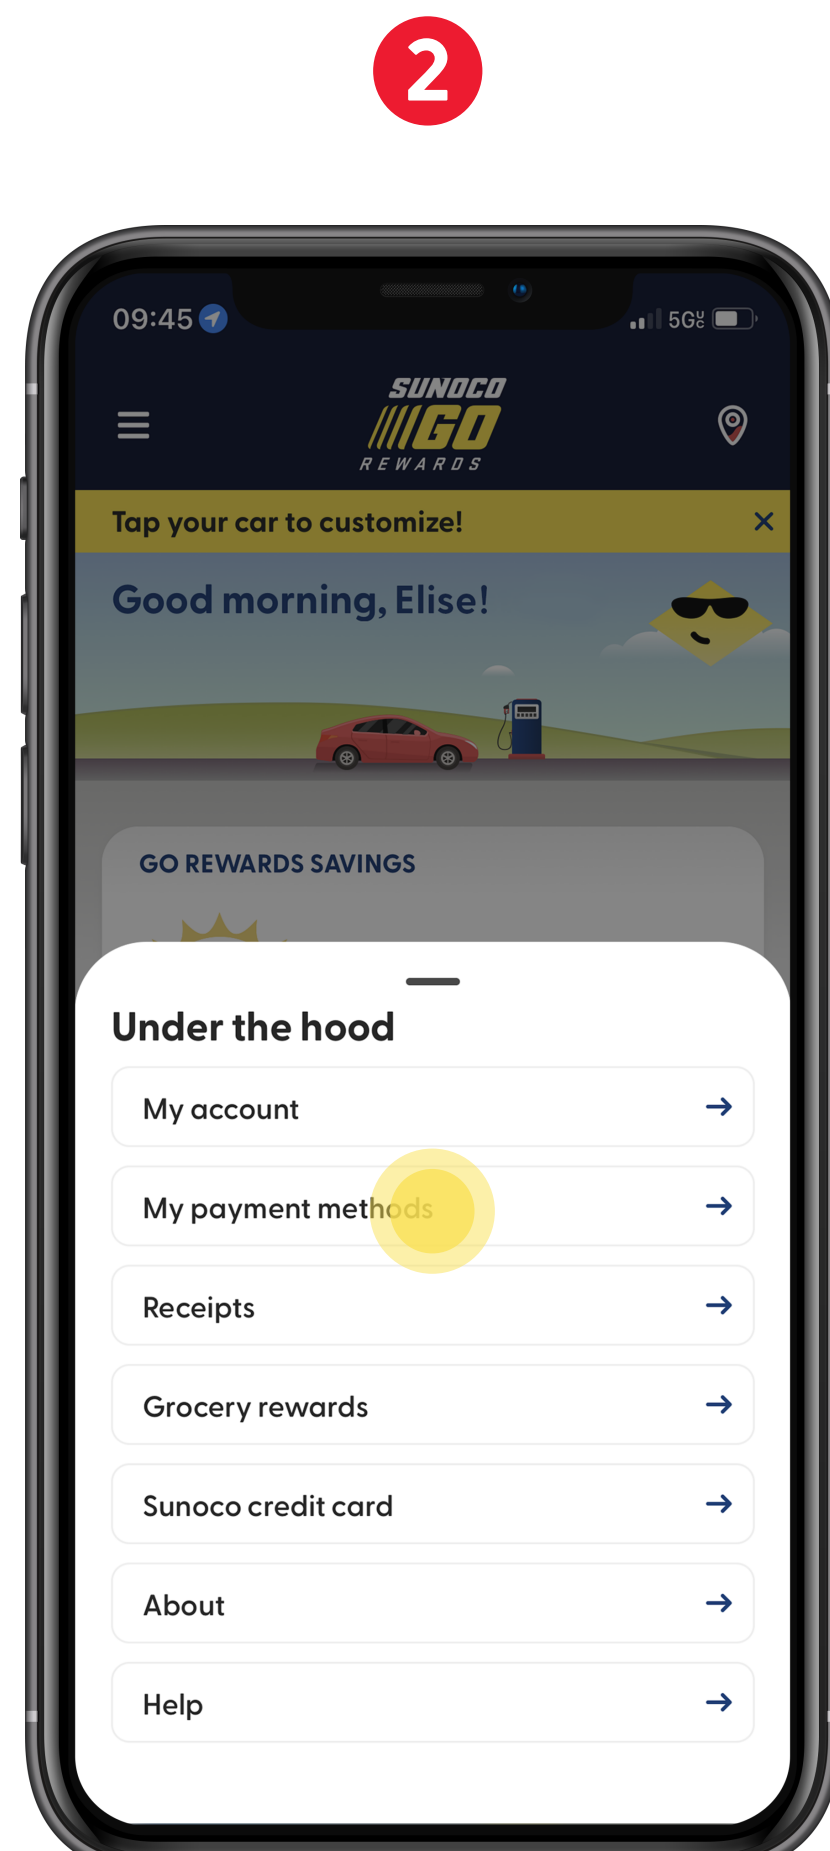 2
09:45
5GUC
SUNOCO
GO
REWARDS
Tap your car to customize!
Good morning, Elise!
GO REWARDS SAVINGS
Under the hood
My account
My payment methods
Receipts
Grocery rewards
Sunoco credit card
About
Help